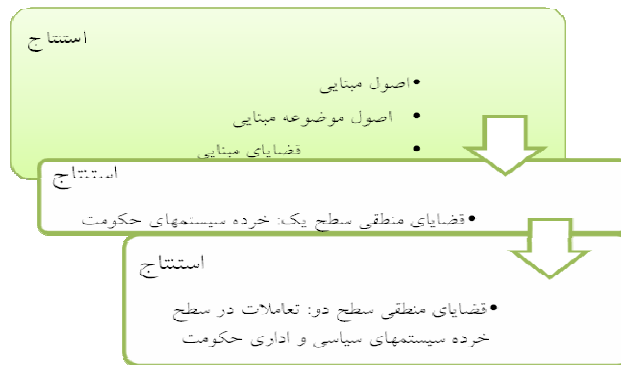 استنتاج
•اصول مبنایی
• اصول موضوعه مبنایی
• قضایای مبنایی
استنتاج
•قضایای منطقی سطح یک: خرده سیستمهای حکومت
استنتاج
•قضایای منطقی سطح دو: تعاملات در سطح
خرده سیستمهای سیاسی و اداری حکومت